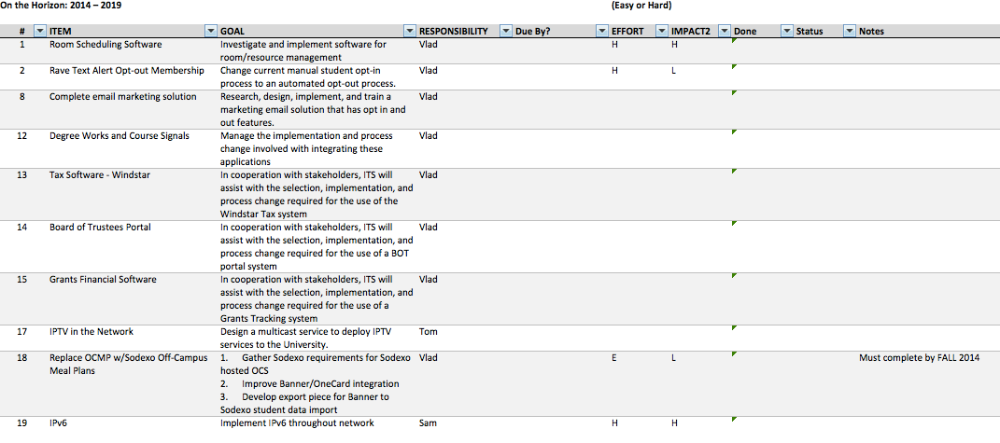 On the Horizon: 2014 – 2019 (Easy or Hard)
# ITEM GOAL RESPONSIBILITY Due By? EFFORT IMPACT2 Done Status Notes
1 Room Scheduling Software Investigate and implement software for Vlad H H
room/resource management
2 Rave Text Alert Opt-out Membership Change current manual student opt-in Vlad H L
process to an automated opt-out process.
8 Complete email marketing solution Research, design, implement, and train a Vlad
marketing email solution that has opt in and
out features.
12 Degree Works and Course Signals Manage the implementation and process Vlad
change involved with integrating these
applications
13 Tax Software - Windstar In cooperation with stakeholders, ITS will Vlad
assist with the selection, implementation, and
process change required for the use of the
Windstar Tax system
14 Board of Trustees Portal In cooperation with stakeholders, ITS will Vlad
assist with the selection, implementation, and
process change required for the use of a BOT
portal system
15 Grants Financial Software In cooperation with stakeholders, ITS will Vlad
assist with the selection, implementation, and
process change required for the use of a
Grants Tracking system
17 IPTV in the Network Design a multicast service to deploy IPTV Tom
services to the University.
18 Replace OCMP w/Sodexo Off-Campus 1. Gather Sodexo requirements for Sodexo Vlad E L Must complete by FALL 2014
Meal Plans hosted OCS
2. Improve Banner/OneCard integration
3. Develop export piece for Banner to
Sodexo student data import
19 IPv6 Implement IPv6 throughout network Sam H H